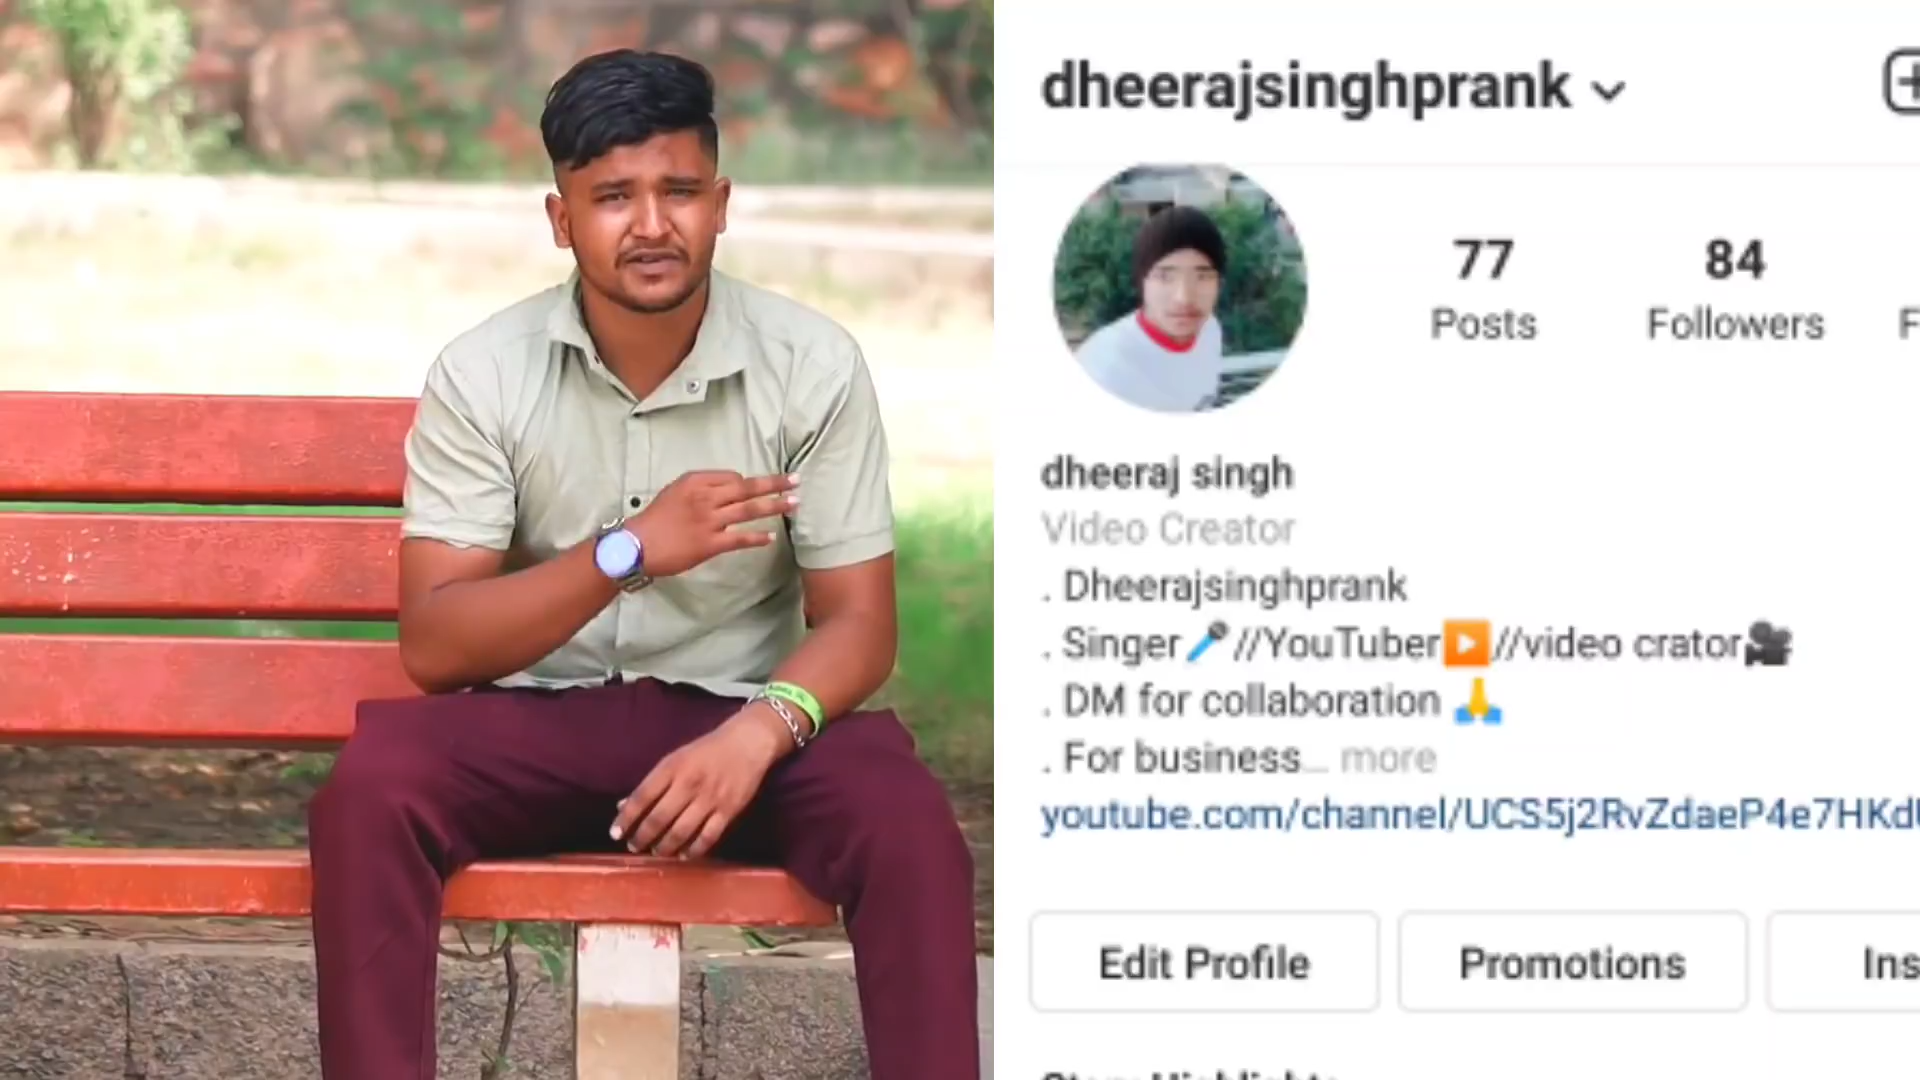 dheerajsinghprank
77
Posts
84
Followers
dheeraj singh
Video Creator
. Dheerajsinghprank
. Singer🎤//YouTuber▶️//video crator🎥
. DM for collaboration 🙏
. For business... more
youtube.com/channel/UCS5j2RvZdaeP4e7HKd
Edit Profile
Promotions
Ins